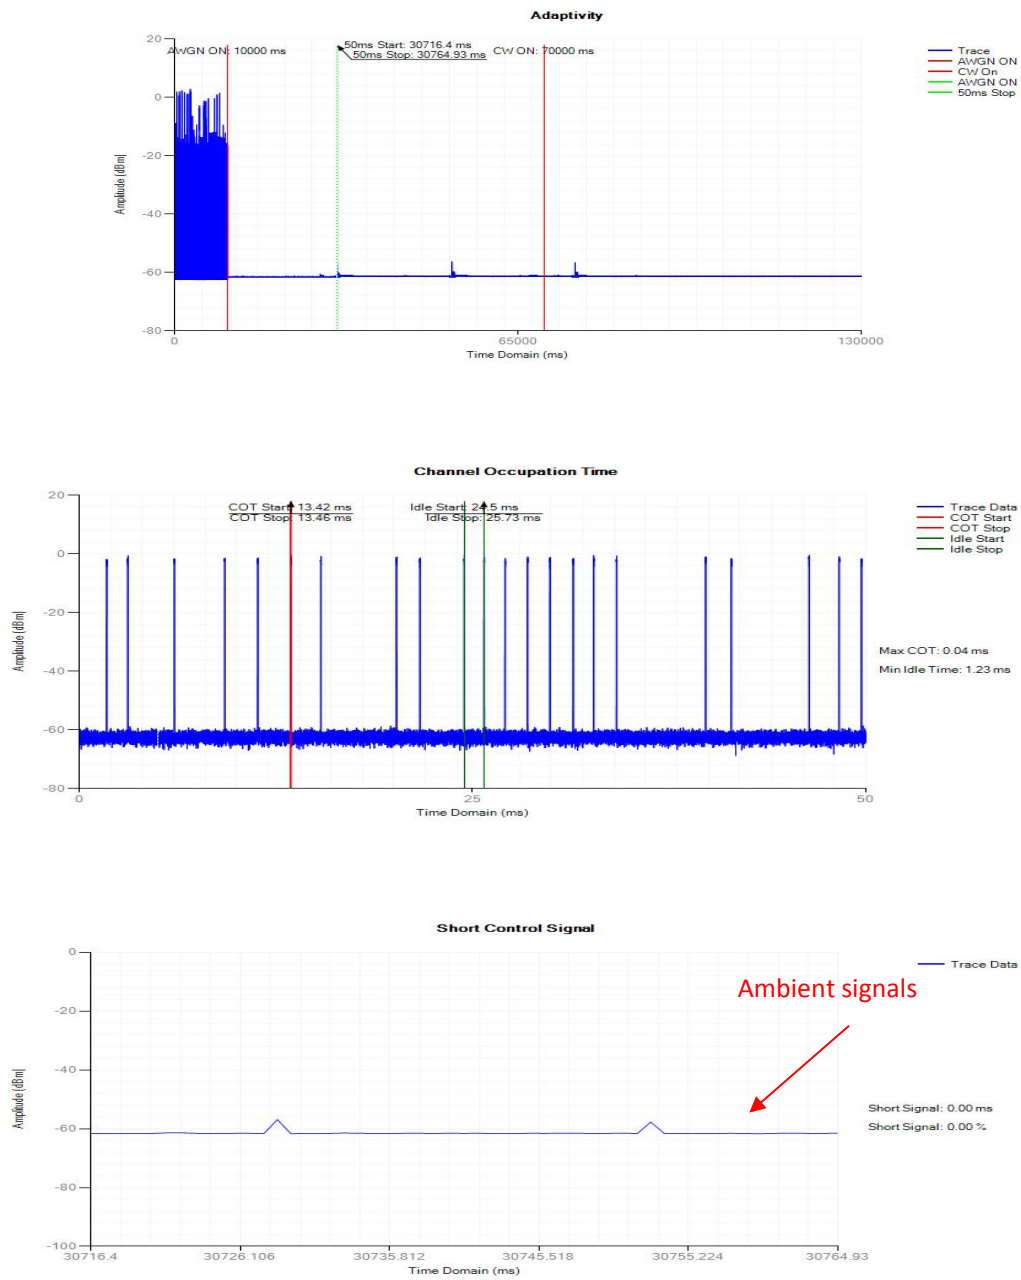 Adaptivity
20
AWGN ON: 10000 ms
50ms Start: 30716.4 ms
50ms Stop: 30764.93 ms
CW ON: 70000 ms
Trace
AWGN ON
CW On
AWGN ON
50ms Stop
0
-20
-40
-60
-80
Amplitude [dBm]
0
65000
130000
Time Domain (ms)
Channel Occupation Time
20
COT Start: 13.42 ms
COT Stop: 13.46 ms
Idle Start: 24.5 ms
Idle Stop: 25.73 ms
Trace Data
COT Start
COT Stop
Idle Start
Idle Stop
0
-20
-40
-60
-80
Amplitude [dBm]
Max COT: 0.04 ms
Min Idle Time: 1.23 ms
0
25
50
Time Domain (ms)
Short Control Signal
0
Trace Data
Ambient signals
-20
-40
-60
-80
-100
Amplitude [dBm]
Short Signal: 0.00 ms
Short Signal: 0.00 %
30716.4
30726.106
30735.812
30745.518
30755.224
30764.93
Time Domain (ms)